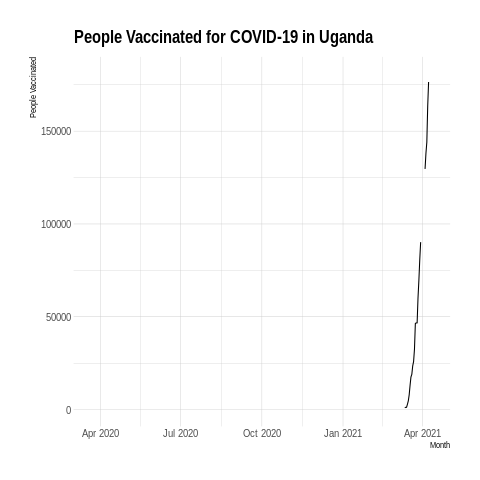 People Vaccinated for COVID-19 in Uganda
People Vaccinated
150000
100000
50000
0
Apr 2020 Jul 2020 Oct 2020 Jan 2021 Apr 2021
Month